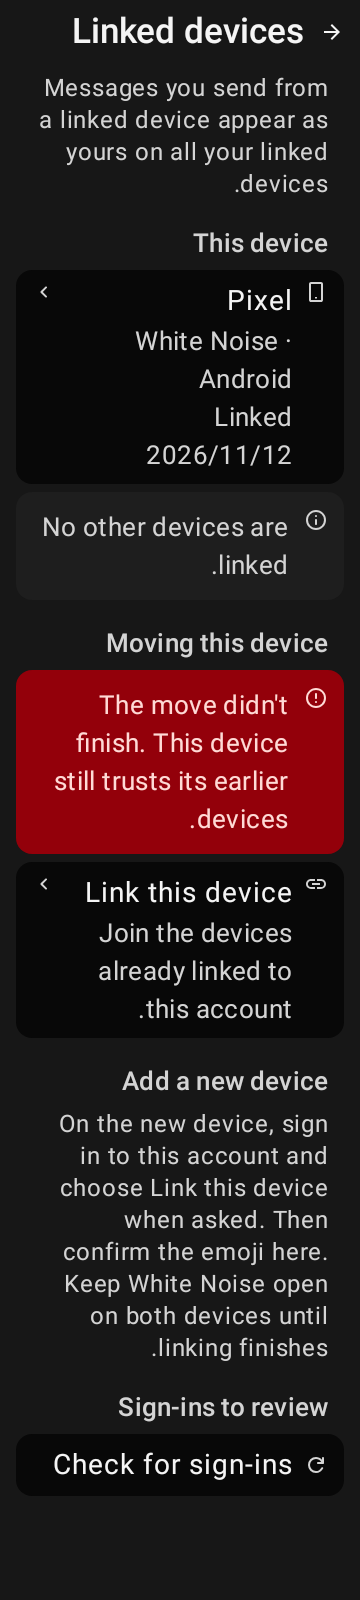 Linked devices
Messages you send from
a linked device appear as
yours on all your linked
devices.
This device
Pixel
White Noise ·
Android
Linked
2026/11/12
No other devices are
linked.
Moving this device
The move didn't
finish. This device
still trusts its earlier
devices.
Link this device
Join the devices
already linked to
this account.
Add a new device
On the new device, sign
in to this account and
choose Link this device
when asked. Then
confirm the emoji here.
Keep White Noise open
on both devices until
linking finishes.
Sign-ins to review
Check for sign-ins